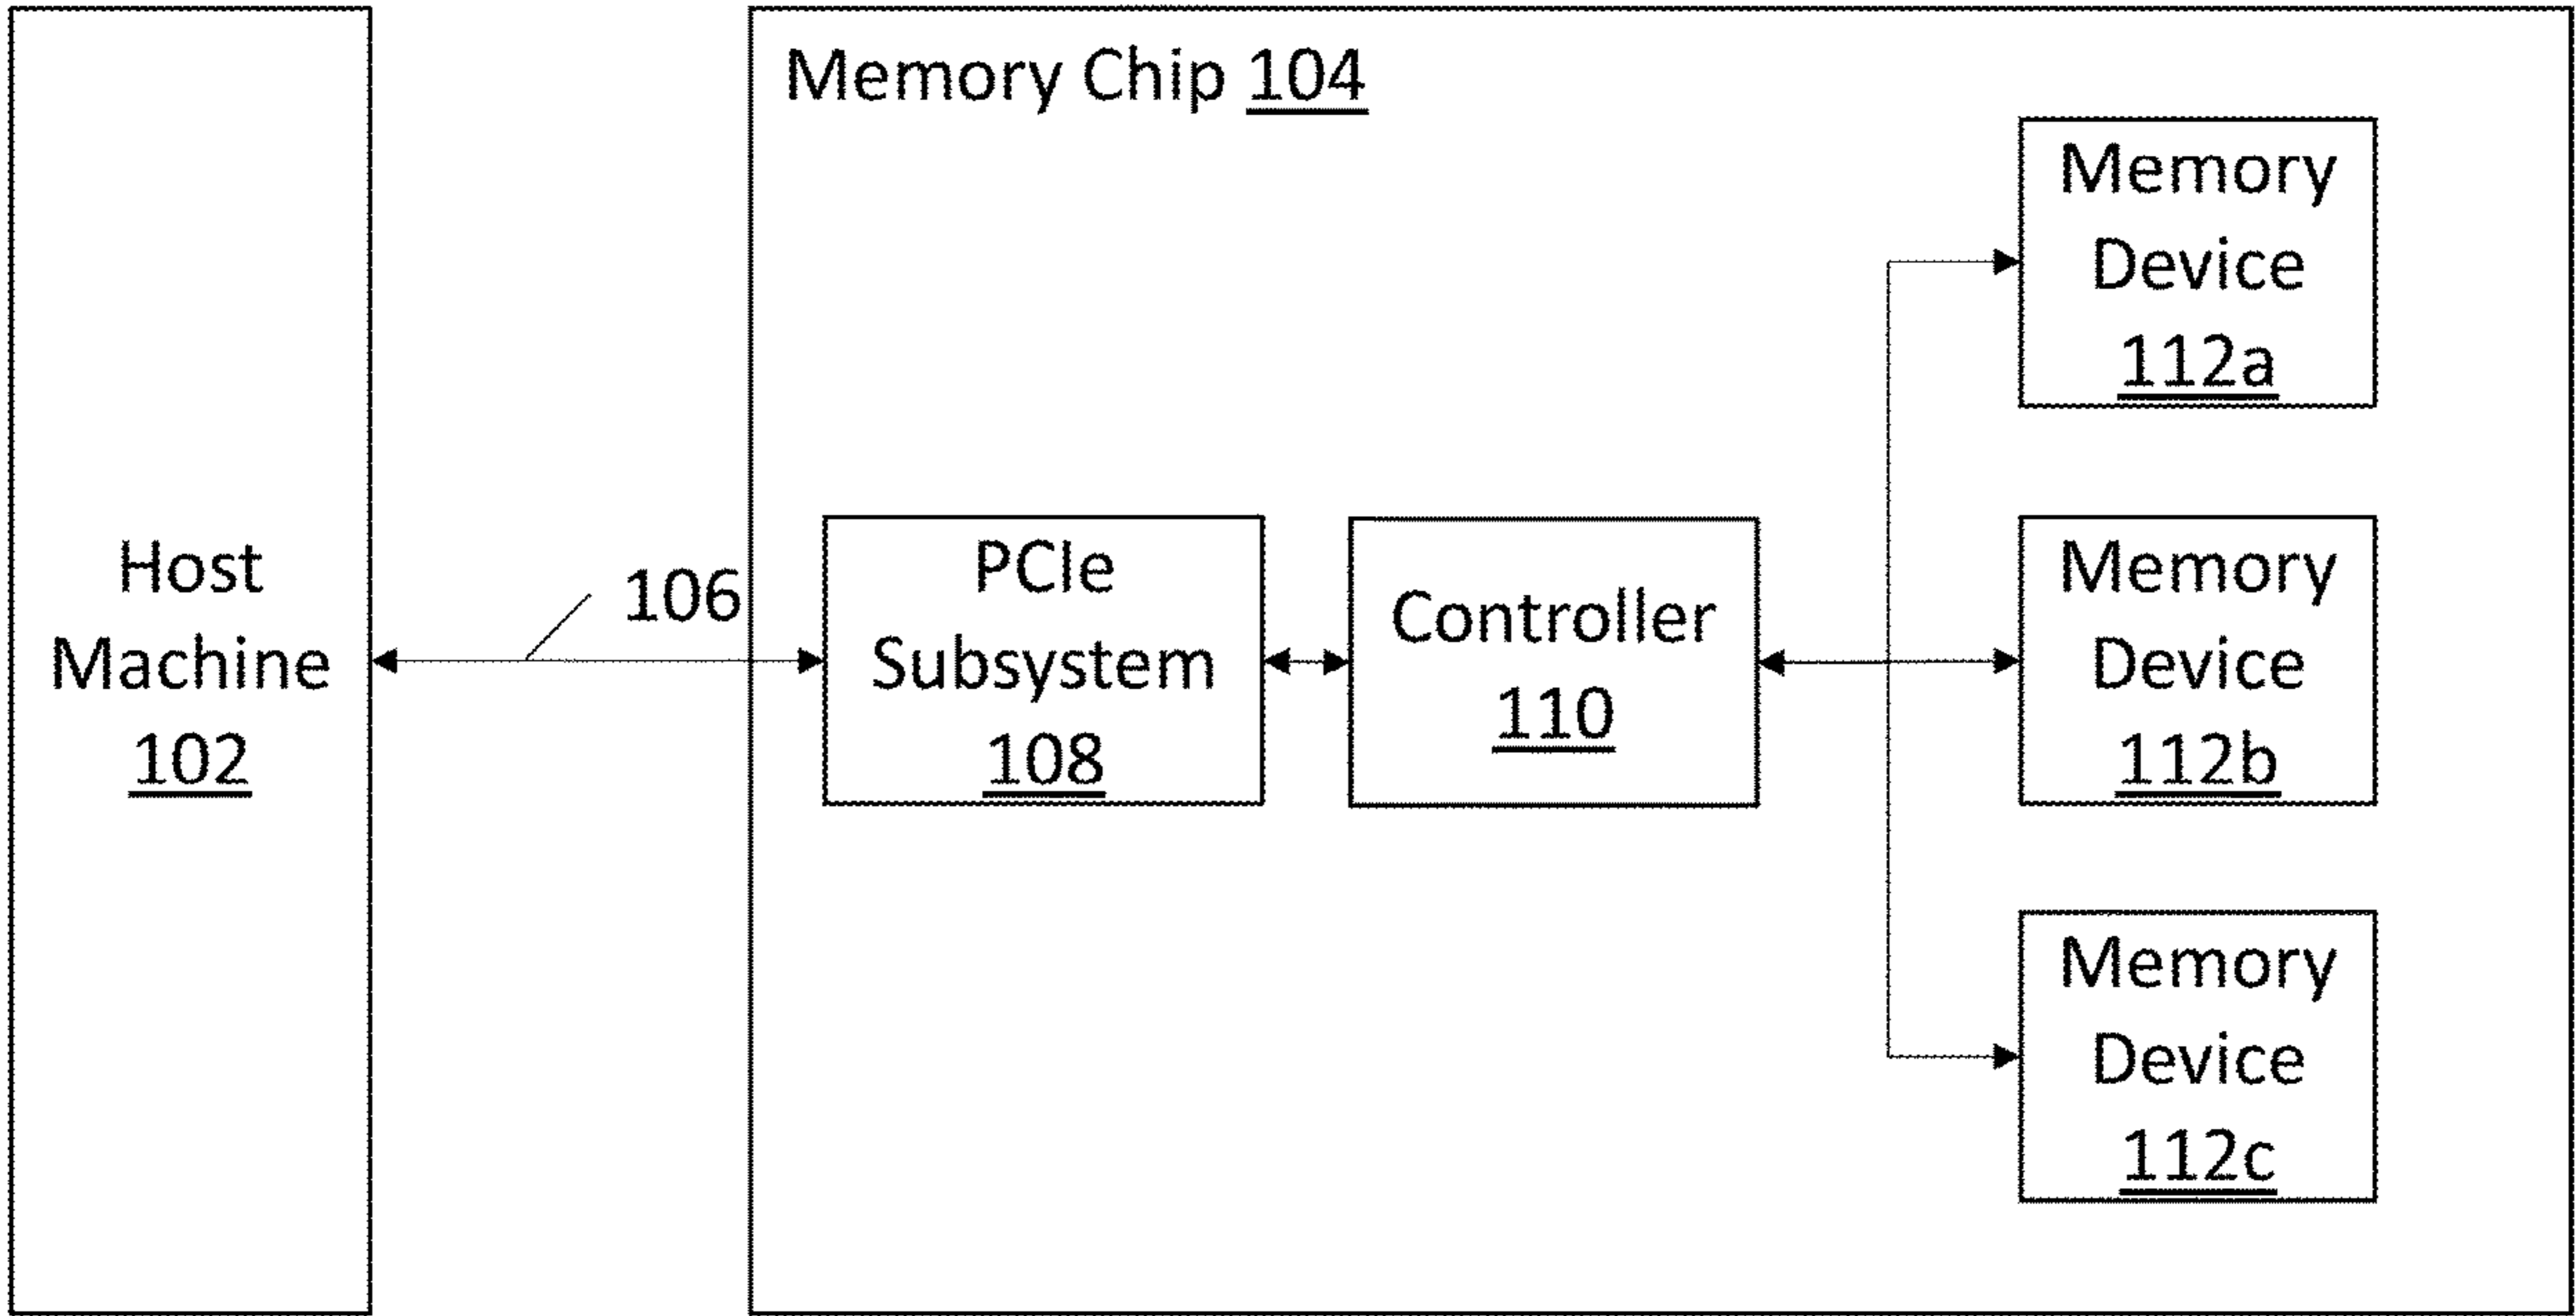 Memory Chip 104
Host
Machine
102
106
PCIe
Subsystem
108
Controller
110
Memory
Device
112a
Memory
Device
112b
Memory
Device
112c